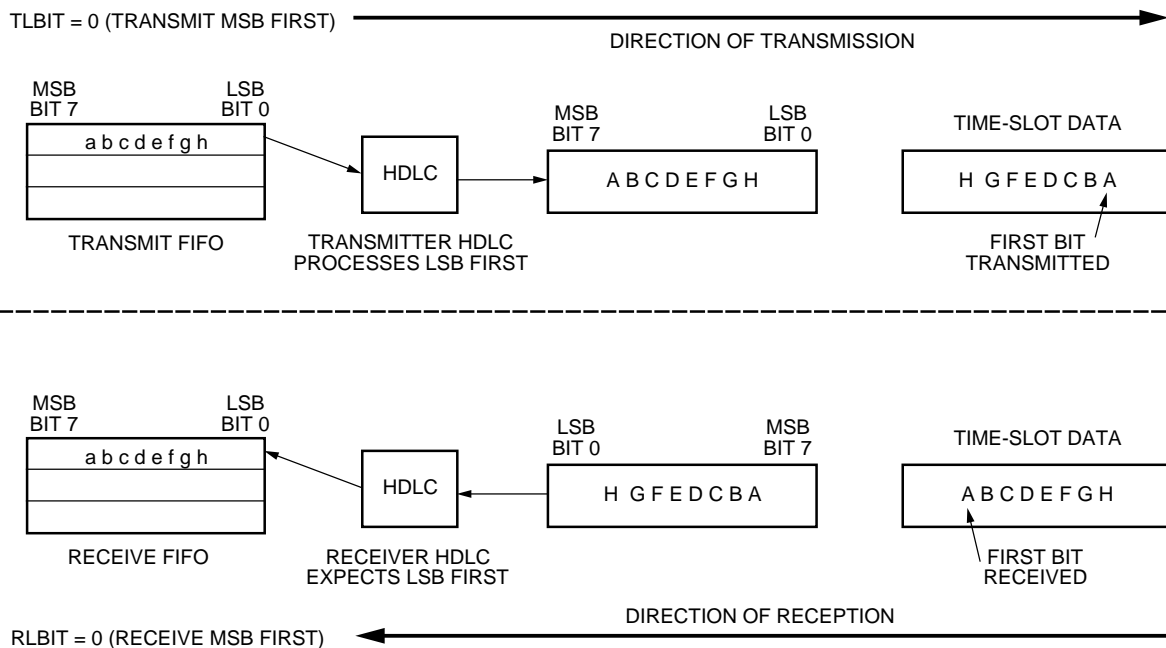 TLBIT = 0 (TRANSMIT MSB FIRST)
DIRECTION OF TRANSMISSION
MSB
BIT 7
LSB
BIT 0
a b c d e f g h
TRANSMIT FIFO
HDLC
TRANSMITTER HDLC
PROCESSES LSB FIRST
MSB
BIT 7
LSB
BIT 0
A B C D E F G H
TIME-SLOT DATA
H G F E D C B A
FIRST BIT
TRANSMITTED
MSB
BIT 7
LSB
BIT 0
a b c d e f g h
RECEIVE FIFO
HDLC
RECEIVER HDLC
EXPECTS LSB FIRST
LSB
BIT 0
MSB
BIT 7
H G F E D C B A
TIME-SLOT DATA
A B C D E F G H
FIRST BIT
RECEIVED
DIRECTION OF RECEPTION
RLBIT = 0 (RECEIVE MSB FIRST)